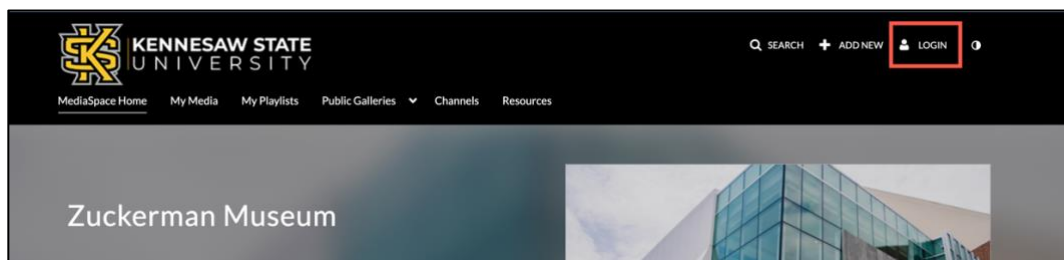 KS
KENNESAW STATE
UNIVERSITY
SEARCH ADD NEW LOGIN
MediaSpace Home My Media My Playlists Public Galleries Channels Resources
Zuckerman Museum